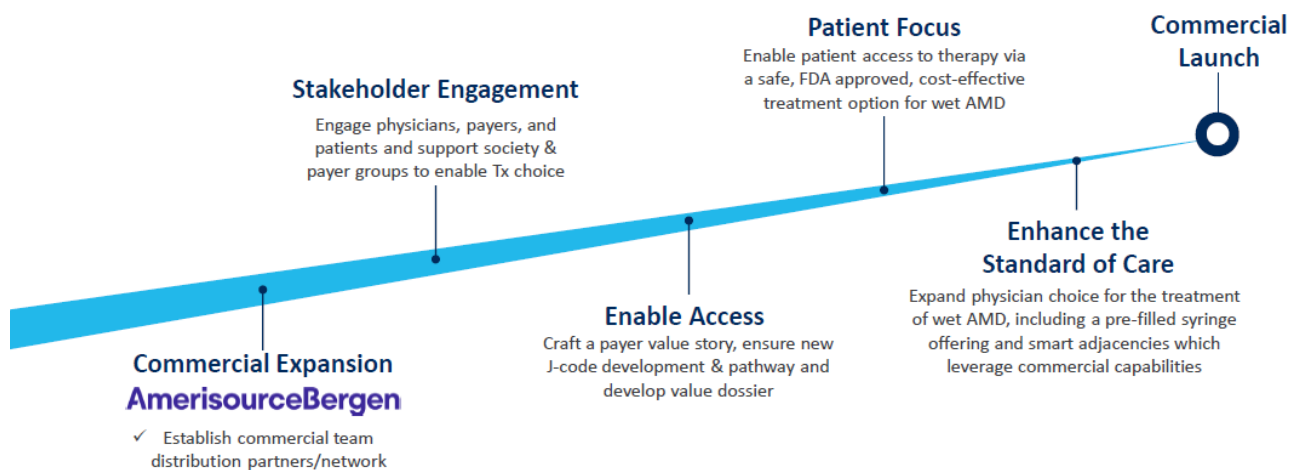 Commercial Expansion
AmerisourceBergen
✓ Establish commercial team
distribution partners/network
Stakeholder Engagement
Engage physicians, payers, and
patients and support society &
payer groups to enable Tx choice
Enable Access
Craft a payer value story, ensure new
J-code development & pathway and
develop value dossier
Patient Focus
Enable patient access to therapy via
a safe, FDA approved, cost-effective
treatment option for wet AMD
Enhance the
Standard of Care
Expand physician choice for the treatment
of wet AMD, including a pre-filled syringe
offering and smart adjacencies which
leverage commercial capabilities
Commercial
Launch